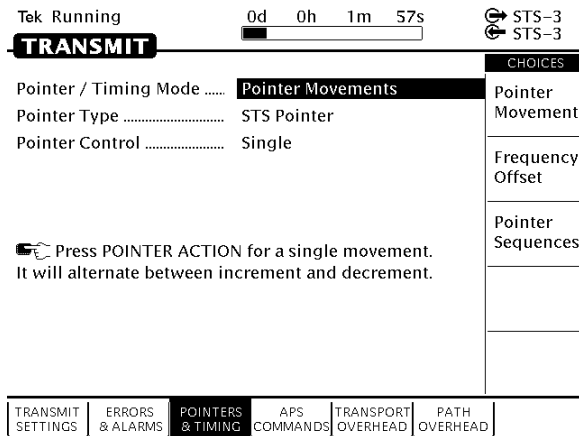 Tek Running
0d 0h 1m 57s
STS-3
STS-3
TRANSMIT
CHOICES
Pointer / Timing Mode ...... Pointer Movements
Pointer Type ........................... STS Pointer
Pointer Control ...................... Single
Pointer
Movement
Frequency
Offset
Pointer
Sequences
Press POINTER ACTION for a single movement.
It will alternate between increment and decrement.
TRANSMIT
SETTINGS
ERRORS
& ALARMS
POINTERS
& TIMING
APS
COMMANDS
TRANSPORT
OVERHEAD
PATH
OVERHEAD